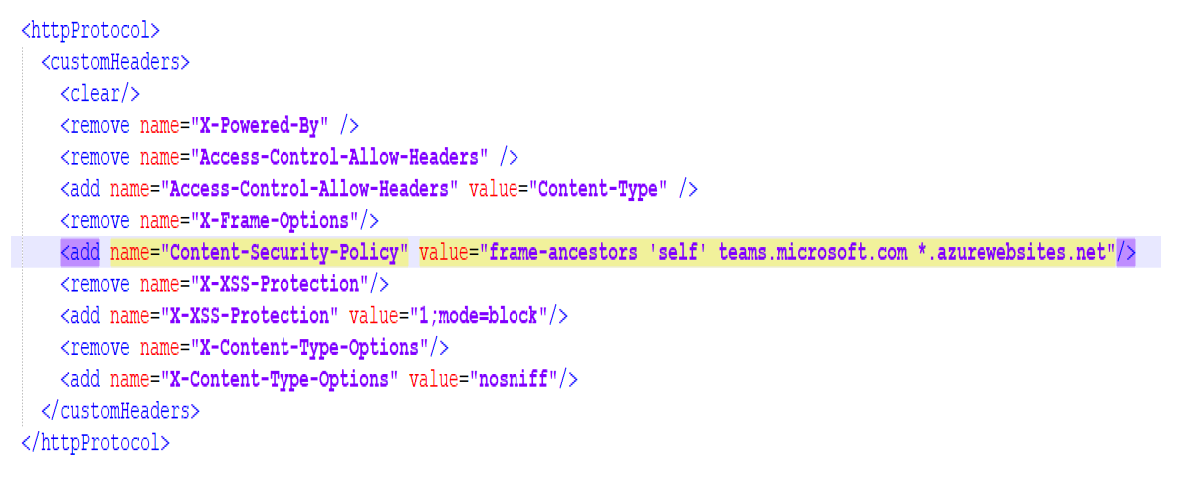 <httpProtocol>
<customHeaders>
<clear/>
<remove name="X-Powered-By" />
<remove name="Access-Control-Allow-Headers" />
<add name="Access-Control-Allow-Headers" value="Content-Type" />
<remove name="X-Frame-Options"/>
<add name="Content-Security-Policy" value="frame-ancestors 'self' teams.microsoft.com *.azurewebsites.net"/>
<remove name="X-XSS-Protection"/>
<add name="X-XSS-Protection" value="1;mode=block"/>
<remove name="X-Content-Type-Options"/>
<add name="X-Content-Type-Options" value="nosniff"/>
</customHeaders>
</httpProtocol>